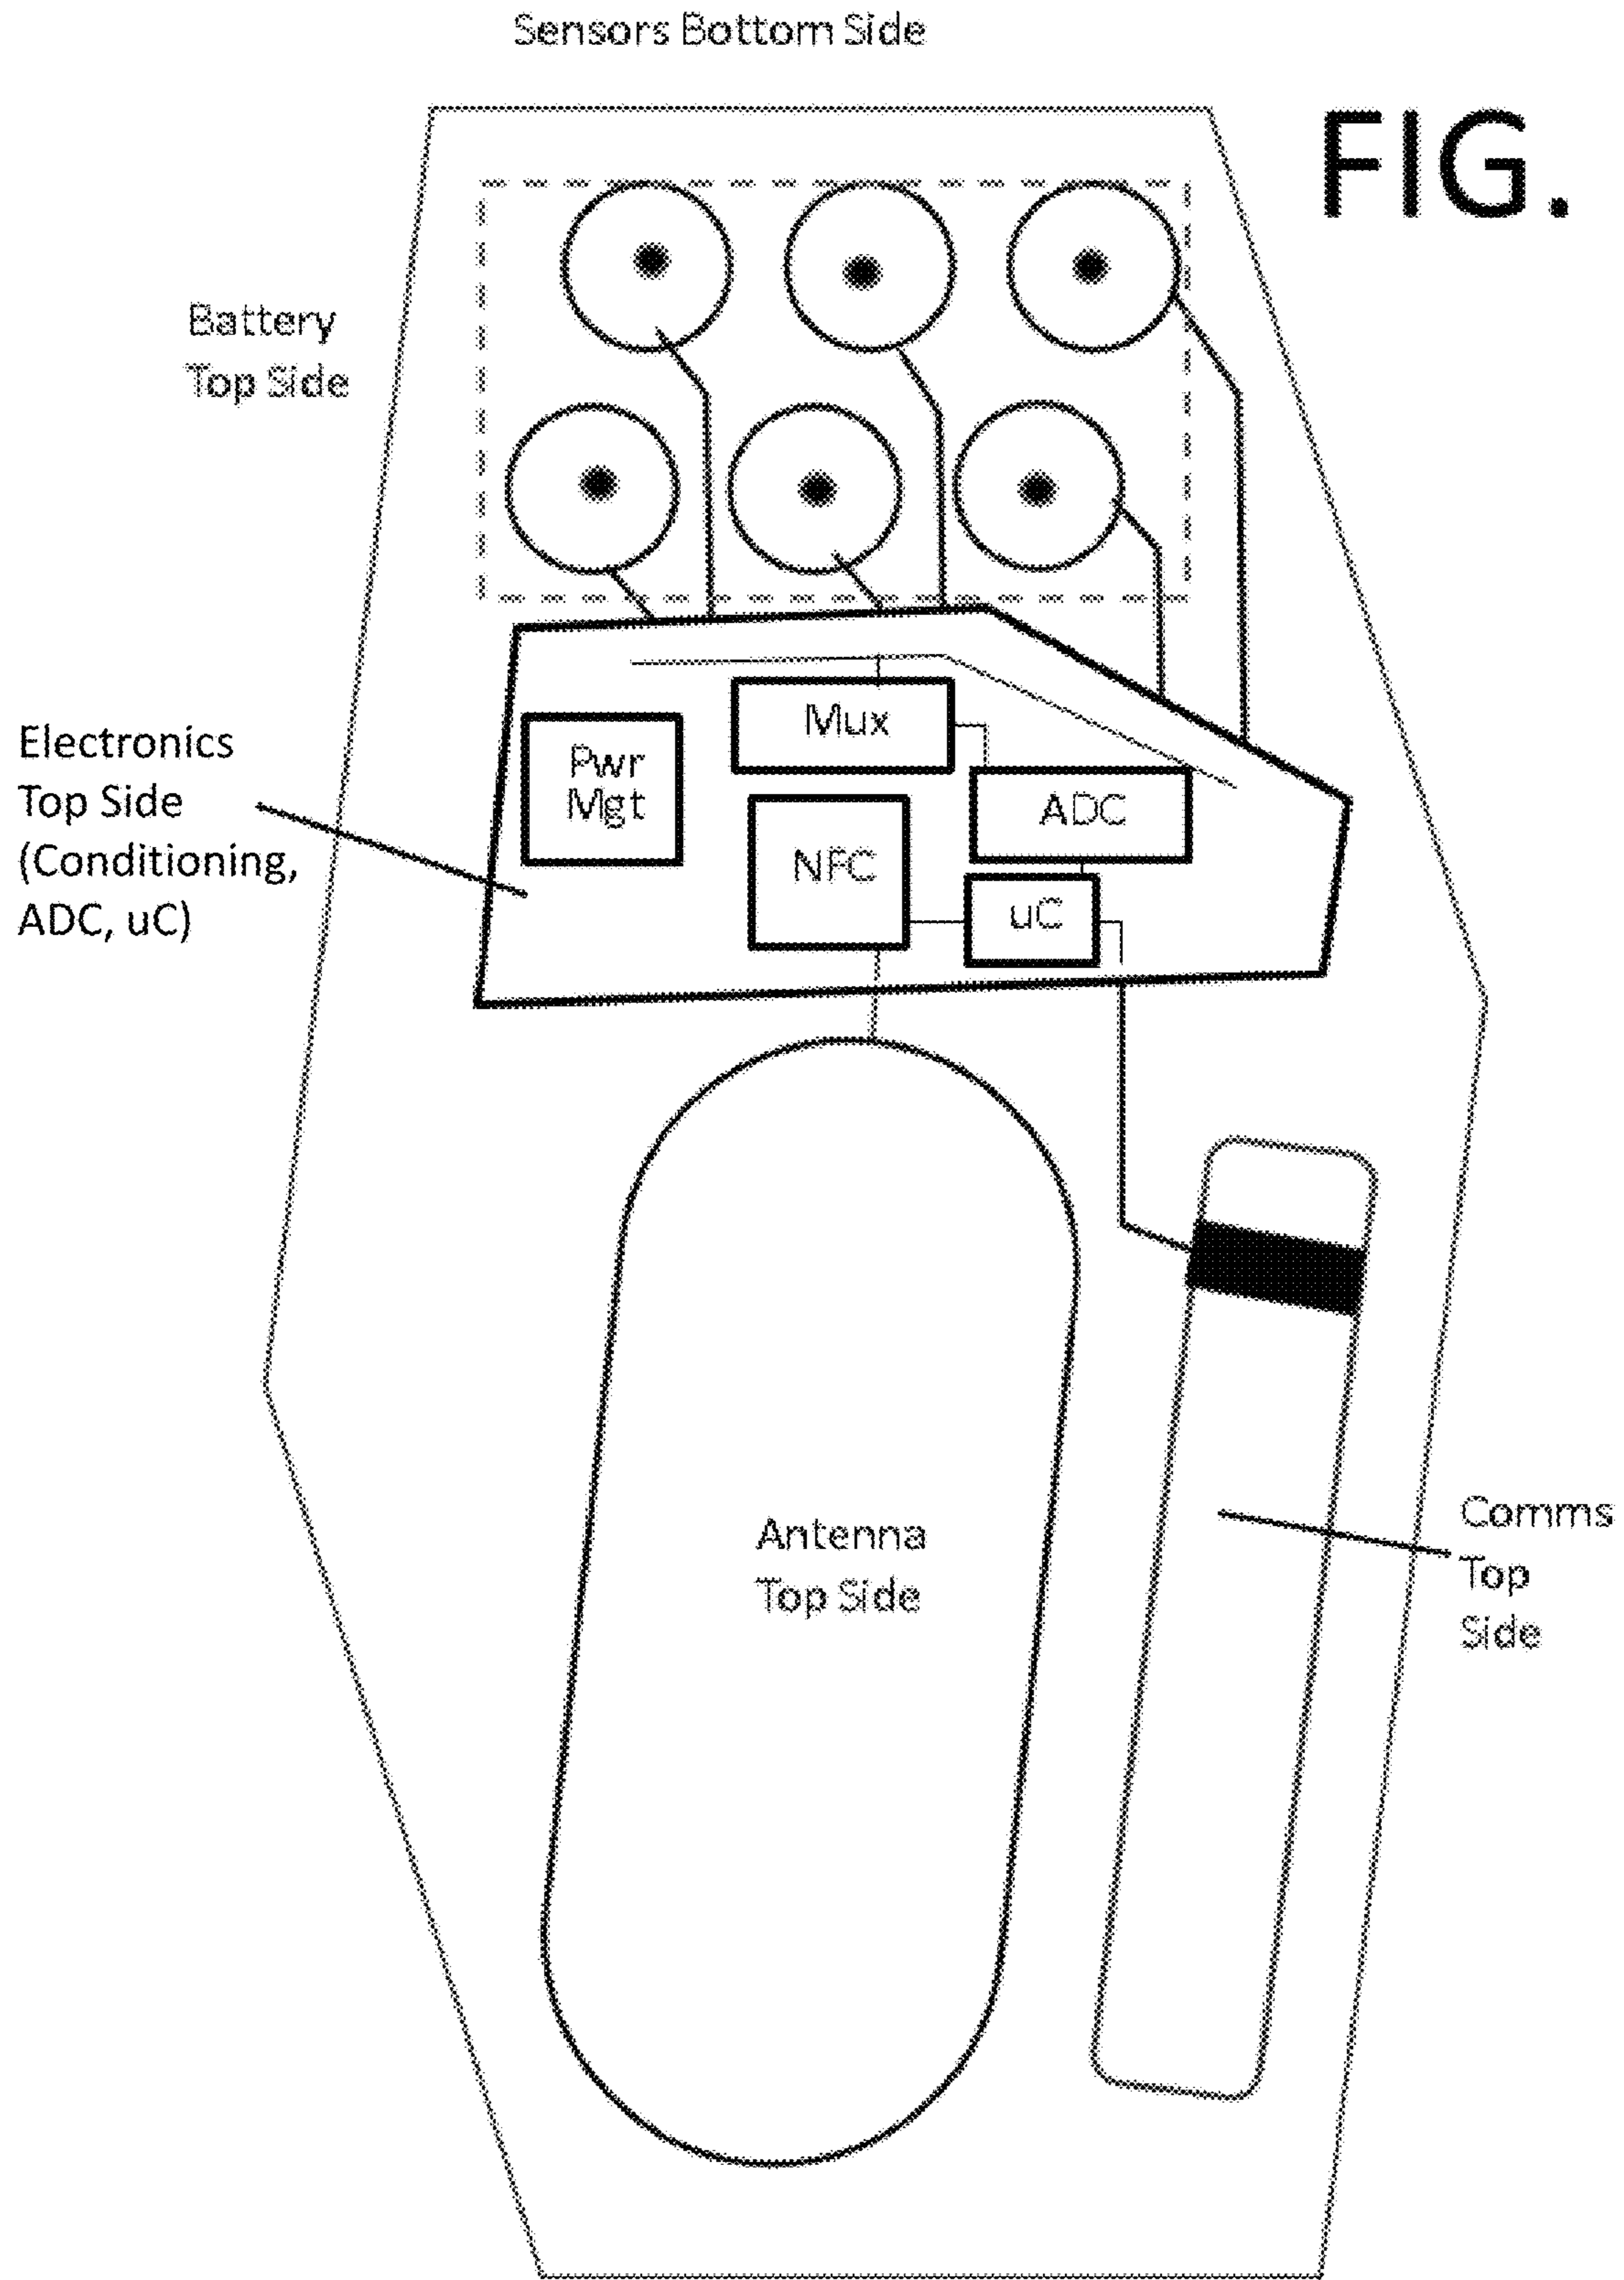 Sensors Bottom Side
FIG.
Battery
Top Side
Electronics
Top Side
(Conditioning,
ADC, uC)
Pwr
Mgt
Mux
ADC
NFC
uC
Antenna
Top Side
Comms
Top
Side